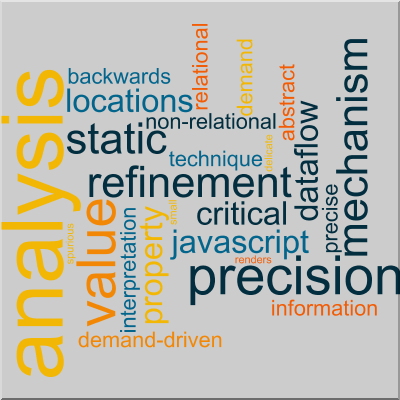 analysis
backwards
locations
relational
demand
abstract
mechanism
static
non-relational
technique
delicate
dataflow
refinement
critical
precise
value
interpretation
property
small
spurious
javascript
renders
precision
information
demand-driven